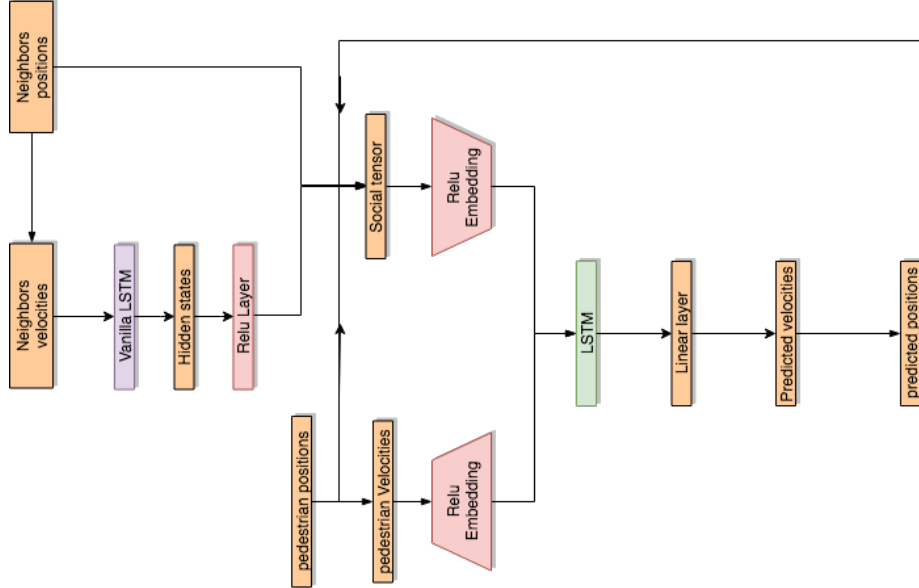 Neighbors
positions
Neighbors
velocities
Vanilla LSTM
Hidden states
Relu Layer
Social tensor
Relu
Embedding
pedestrian positions
pedestrian Velocities
Relu
Embedding
LSTM
Linear layer
Predicted velocities
predicted positions